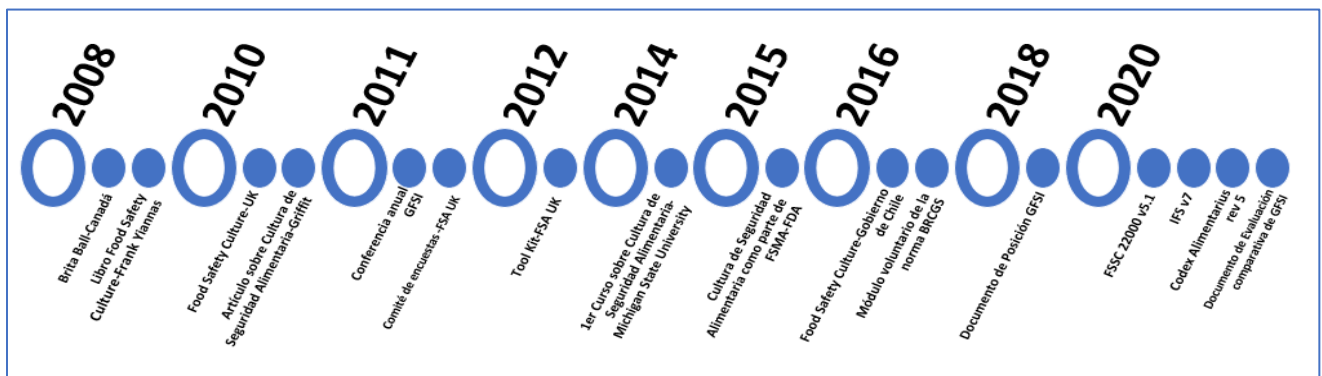 2008
Brita Ball-Canadá
Libro Food Safety
Culture-Frank Yiannas
2010
Food Safety Culture-UK
Artículo sobre Cultura de
Seguridad Alimentaria-Griffit
2011
Conferencia anual
GFSI
Comité de encuestas -FSA UK
2012
Tool Kit-FSA UK
2014
1er Curso sobre Cultura de
Seguridad Alimentaria-
Michigan State University
2015
Cultura de Seguridad
Alimentaria como parte de
FSMA-FDA
2016
Food Safety Culture-Gobierno
de Chile
Módulo voluntario de la
norma BRCGS
2018
Documento de Posición GFSI
2020
FSSC 22000 v5.1
IFS v7
Codex Alimentarius
rev 5
Documento de Evaluación
comparativa de GFSI